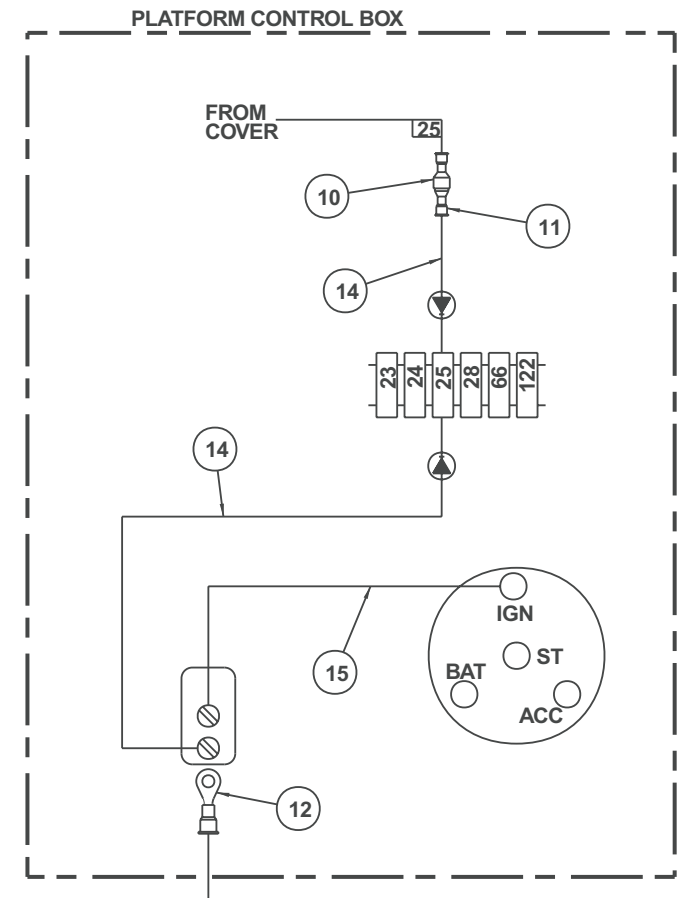 PLATFORM CONTROL BOX
FROM
COVER
25
10
11
14
23 24 25 28 66 122
14
IGN
15
ST
BAT
ACC
12